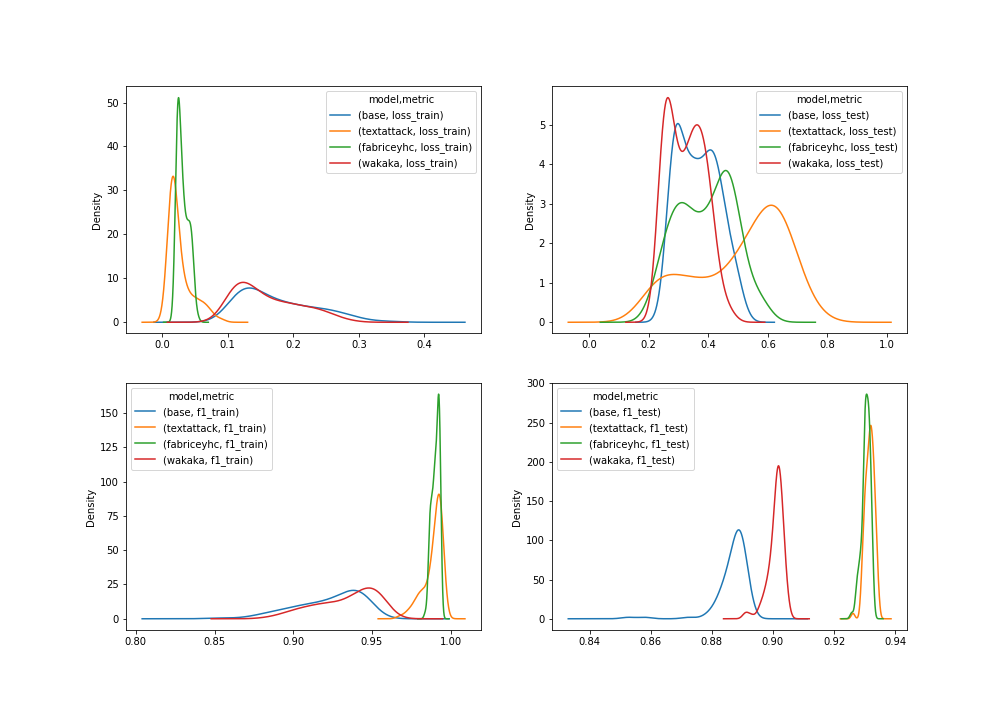 model,metric
(base, loss_train)
(textattack, loss_train)
(fabriceyhc, loss_train)
(wakaka, loss_train)
Density
50
40
30
20
10
0
0.0 0.1 0.2 0.3 0.4
model,metric
(base, loss_test)
(textattack, loss_test)
(fabriceyhc, loss_test)
(wakaka, loss_test)
Density
5
4
3
2
1
0
0.0 0.2 0.4 0.6 0.8 1.0
model,metric
(base, f1_train)
(textattack, f1_train)
(fabriceyhc, f1_train)
(wakaka, f1_train)
Density
150
125
100
75
50
25
0
0.80 0.85 0.90 0.95 1.00
model,metric
(base, f1_test)
(textattack, f1_test)
(fabriceyhc, f1_test)
(wakaka, f1_test)
Density
300
250
200
150
100
50
0
0.84 0.86 0.88 0.90 0.92 0.94